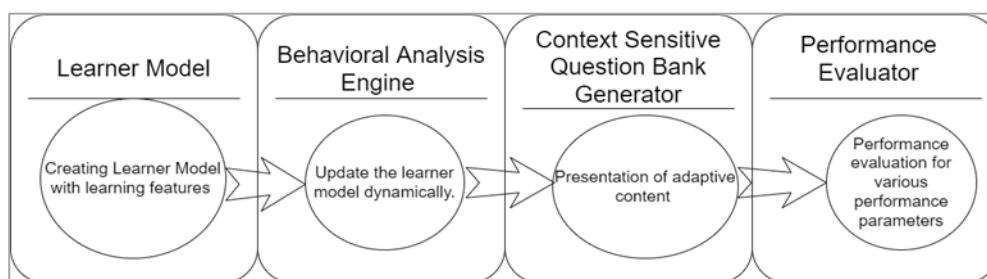 Learner Model
Creating Learner Model
with learning features
Behavioral Analysis
Engine
Update the learner
model dynamically.
Context Sensitive
Question Bank
Generator
Presentation of adaptive
content
Performance
Evaluator
Performance
evaluation for
various
performance
parameters